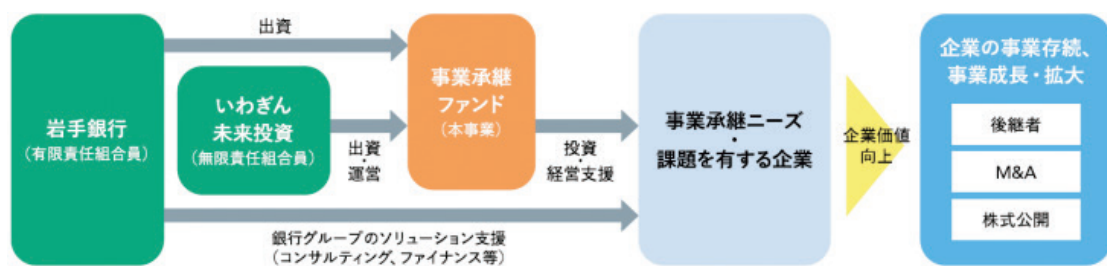 岩手銀行
（有限責任組合員）
出資
いわぎん
未来投資
（無限責任組合員）
出資
・
運営
事業承継
ファンド
（本事業）
投資
・
経営支援
銀行グループのソリューション支援
（コンサルティング、ファイナンス等）
事業承継ニーズ
・
課題を有する企業
企業価値
向上
企業の事業存続、
事業成長・拡大
後継者
M&A
株式公開